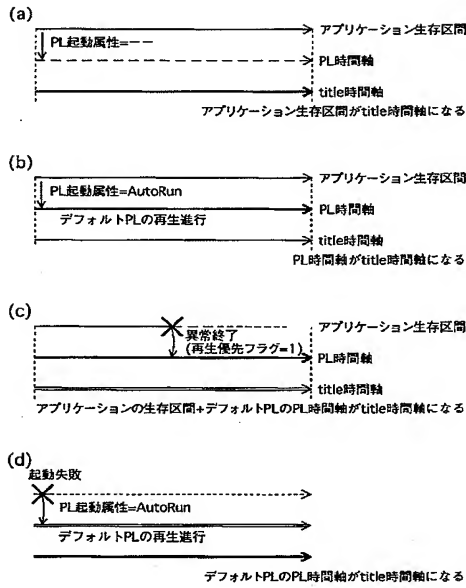 (a)
アプリケーション生存区間
PL起動属性=――
PL時間軸
title時間軸
アプリケーション生存区間がtitle時間軸になる
(b)
アプリケーション生存区間
PL起動属性=AutoRun
PL時間軸
デフォルトPLの再生進行
title時間軸
PL時間軸がtitle時間軸になる
(c)
アプリケーション生存区間
異常終了
(再生優先フラグ=1)
PL時間軸
title時間軸
アプリケーションの生存区間+デフォルトPLのPL時間軸がtitle時間軸になる
(d)
起動失敗
PL起動属性=AutoRun
デフォルトPLの再生進行
デフォルトPLのPL時間軸がtitle時間軸になる